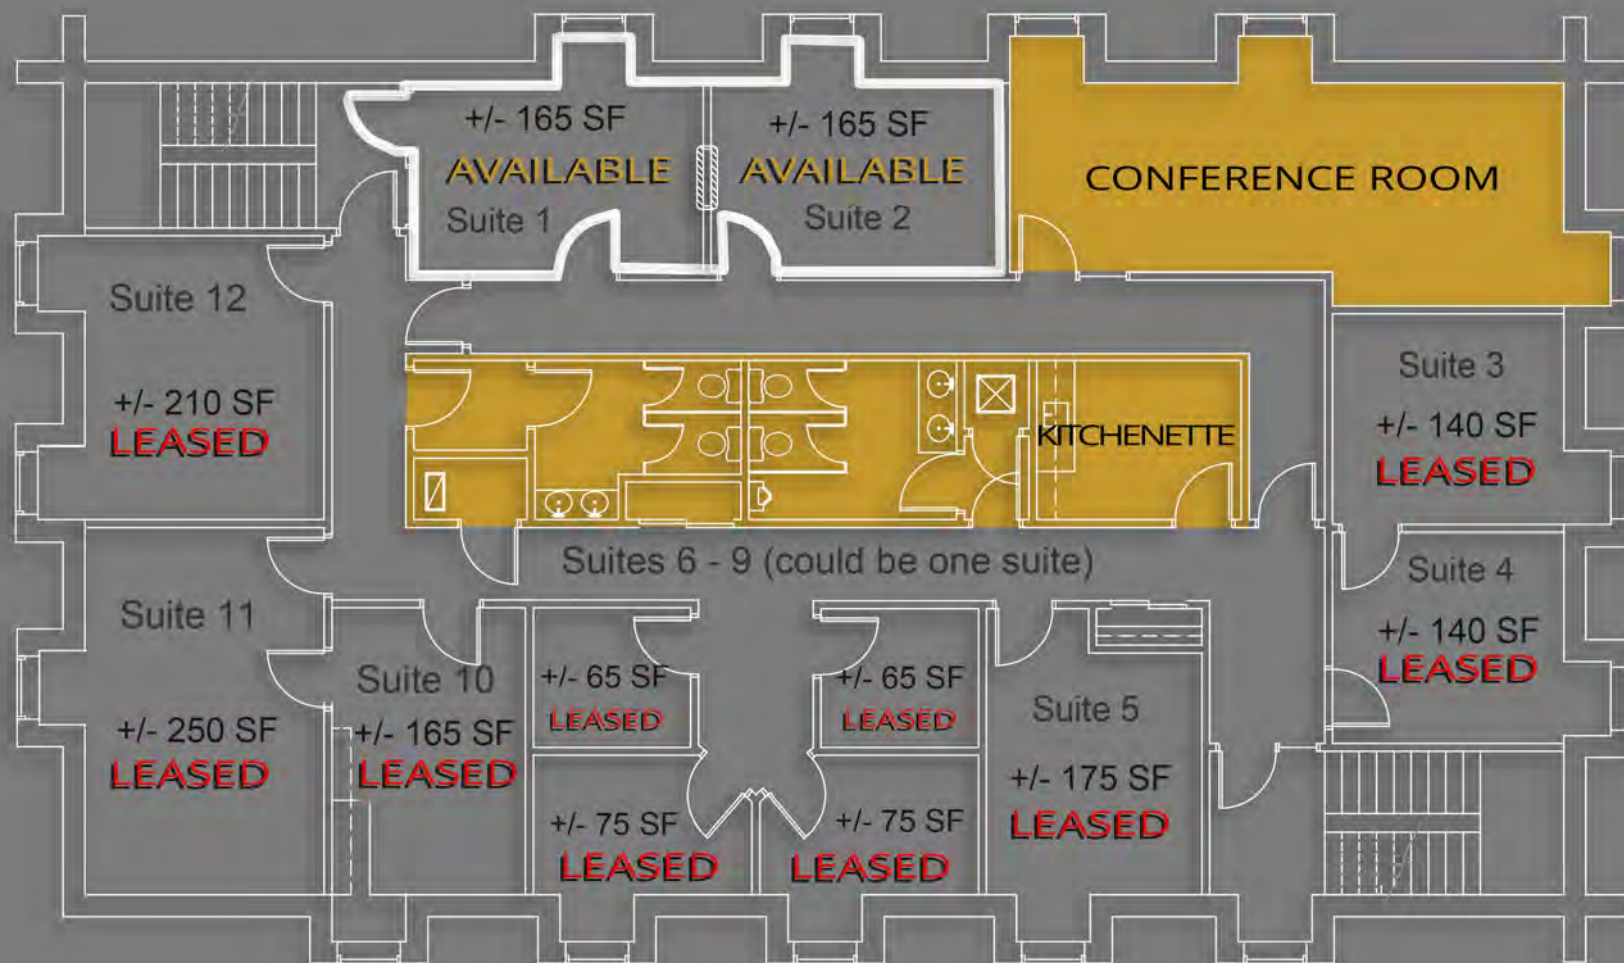 +/- 165 SF
AVAILABLE
Suite 1
+/- 165 SF
AVAILABLE
Suite 2
CONFERENCE ROOM
Suite 12
+/- 210 SF
LEASED
KITCHENETTE
Suite 3
+/- 140 SF
LEASED
Suites 6 - 9 (could be one suite)
Suite 4
+/- 140 SF
LEASED
Suite 11
+/- 250 SF
LEASED
Suite 10
+/- 165 SF
LEASED
+/- 65 SF
LEASED
+/- 65 SF
LEASED
+/- 75 SF
LEASED
+/- 75 SF
LEASED
Suite 5
+/- 175 SF
LEASED